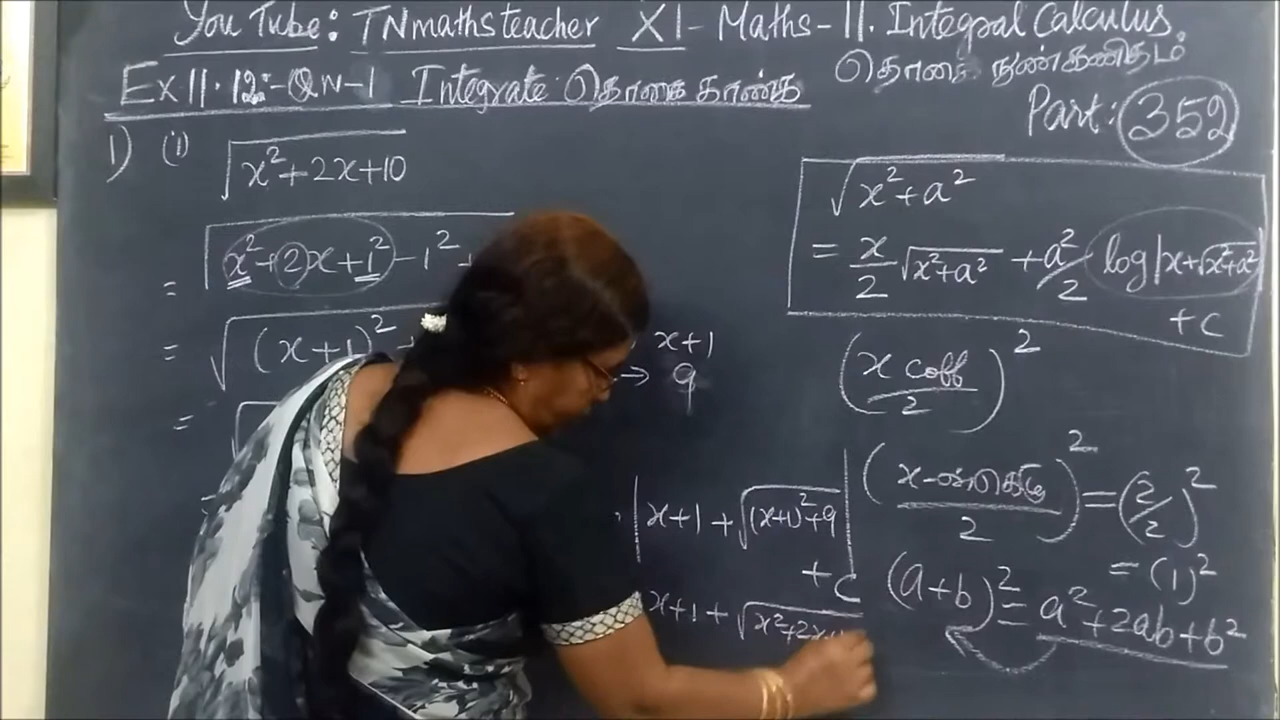 You Tube: TNmathsteacher XI- Maths-11. Integral Calculus.
தொகை நுண்கணிதம்
Ex 11.12:-QN-1 Integrate தொகை காண்க
Part: 352
1) (i) √x²+2x+10
= √x²+2x+1²-1²+
= √(x+1)²+
= √
x+1
→ 9
|x+1+√(x+1)²+9|
+c
x+1+√x²+2x+
√x²+a²
= x/2 √x²+a² + a²/2 log|x+√x²+a²|
+c
(x coff/2)²
(x-ன்கெழு/2)² = (2/2)²
= (1)²
(a+b)² = a²+2ab+b²